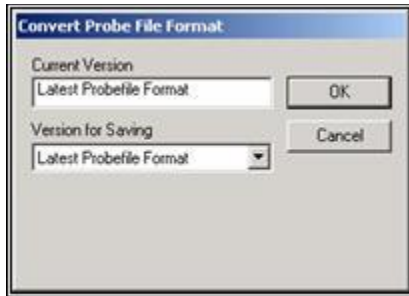 Convert Probe File Format
Current Version
Latest Probefile Format
OK
Version for Saving
Cancel
Latest Probefile Format